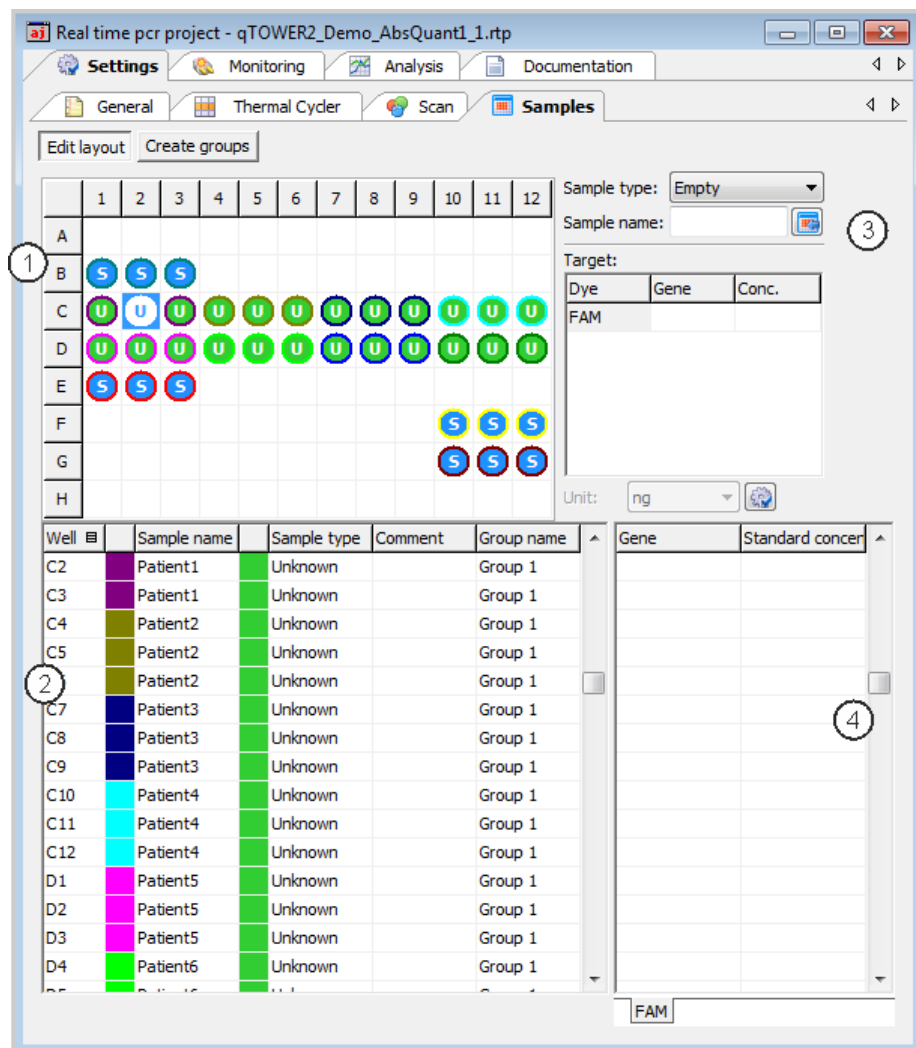 aj Real time pcr project - qTOWER2_Demo_AbsQuant1_1.rtp
Settings Monitoring Analysis Documentation
General Thermal Cycler Scan Samples
Edit layout Create groups
1 2 3 4 5 6 7 8 9 10 11 12
Sample type: Empty
Sample name:
3
A
1
B S S S
Target:
Dye Gene Conc.
C U U U U U U U U U U U U
FAM
D U U U U U U U U U U U U
E S S S
F S S S
G S S S
H
Unit: ng
Well Sample name Sample type Comment Group name
Gene Standard concen
C2 Patient1 Unknown Group 1
C3 Patient1 Unknown Group 1
C4 Patient2 Unknown Group 1
C5 Patient2 Unknown Group 1
2 Patient2 Unknown Group 1
C7 Patient3 Unknown Group 1
4
C8 Patient3 Unknown Group 1
C9 Patient3 Unknown Group 1
C10 Patient4 Unknown Group 1
C11 Patient4 Unknown Group 1
C12 Patient4 Unknown Group 1
D1 Patient5 Unknown Group 1
D2 Patient5 Unknown Group 1
D3 Patient5 Unknown Group 1
D4 Patient6 Unknown Group 1
FAM